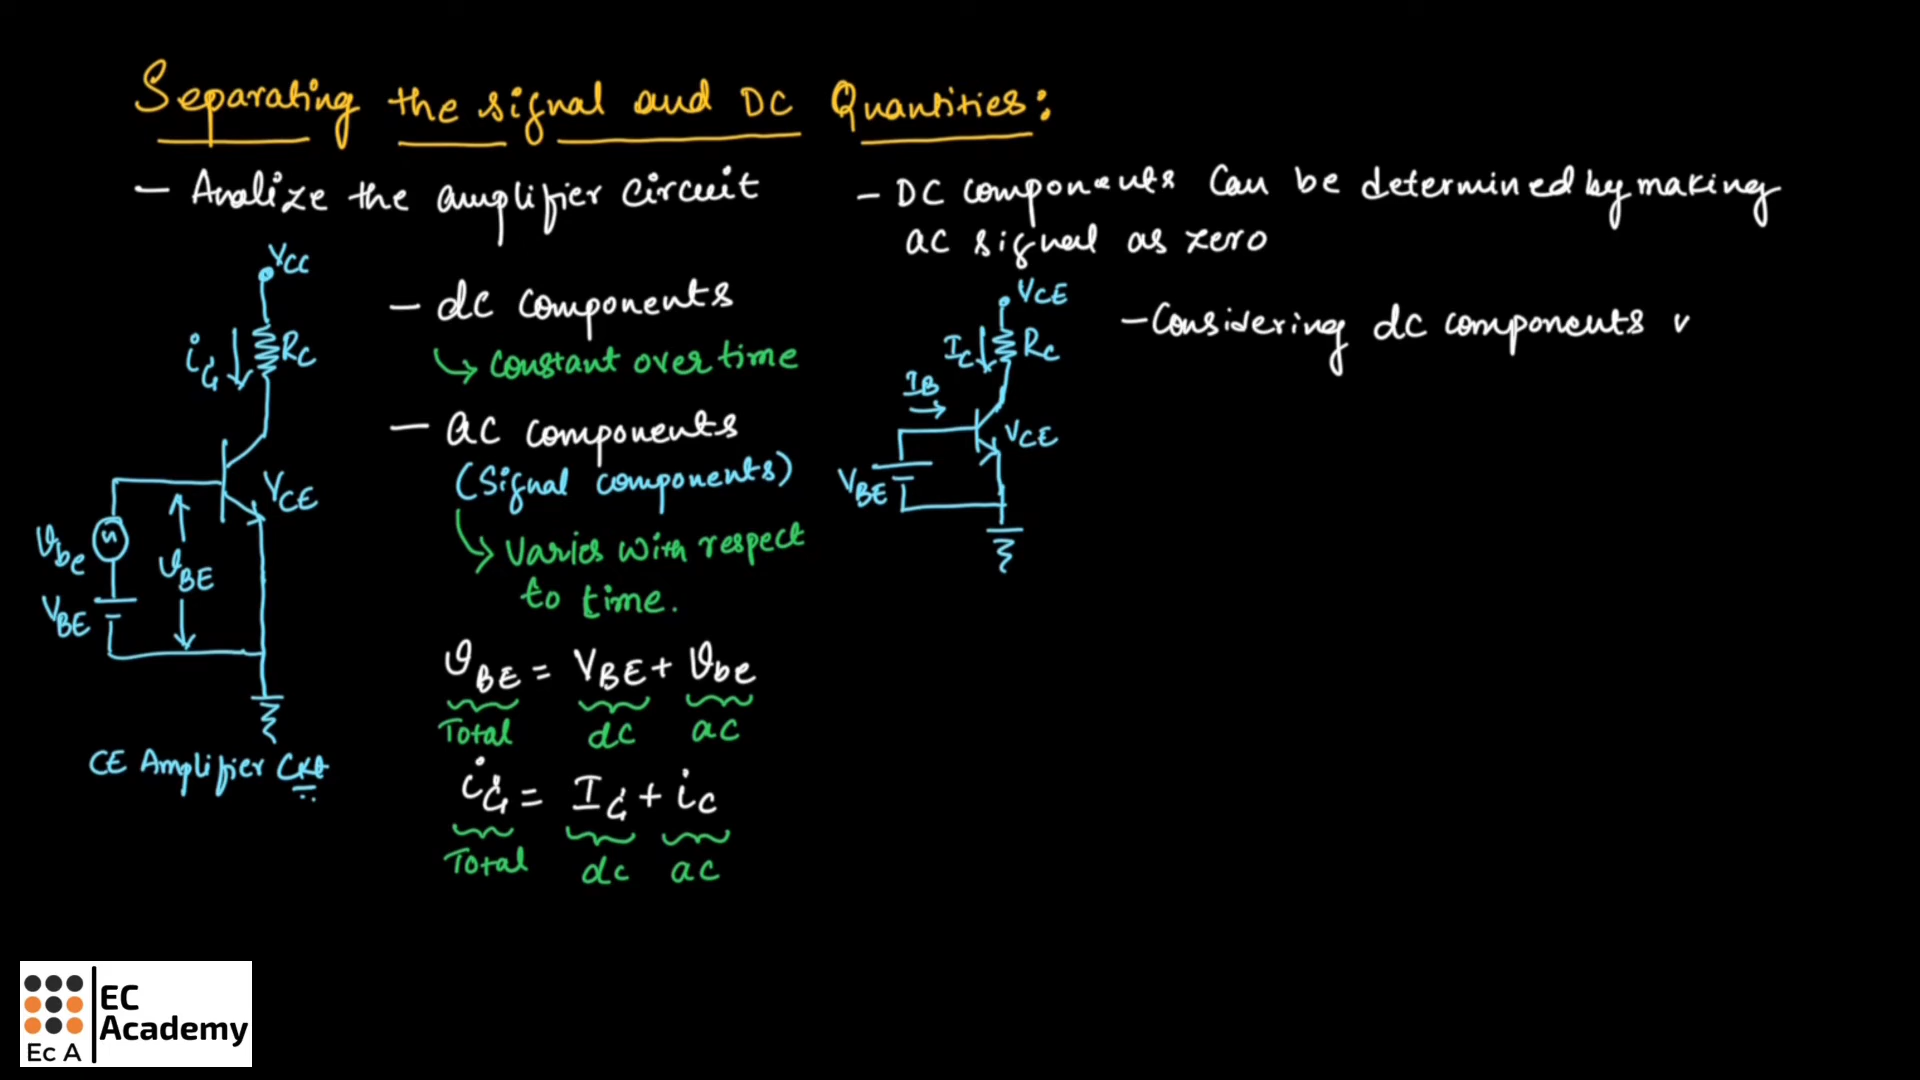 Separating the signal and DC Quantities:
- Analize the amplifier circuit
VCC
iC
RC
VCE
vbe
vBE
VBE
CE Amplifier Ckt
- dc components
constant over time
- ac components
(signal components)
Varies with respect
to time.
vBE = VBE + vbe
Total dc ac
iC = IC + ic
Total dc ac
- DC components can be determined by making
ac signal as zero
VCE
IC
RC
IB
VCE
VBE
- Considering dc components v
EC
Academy
Ec A